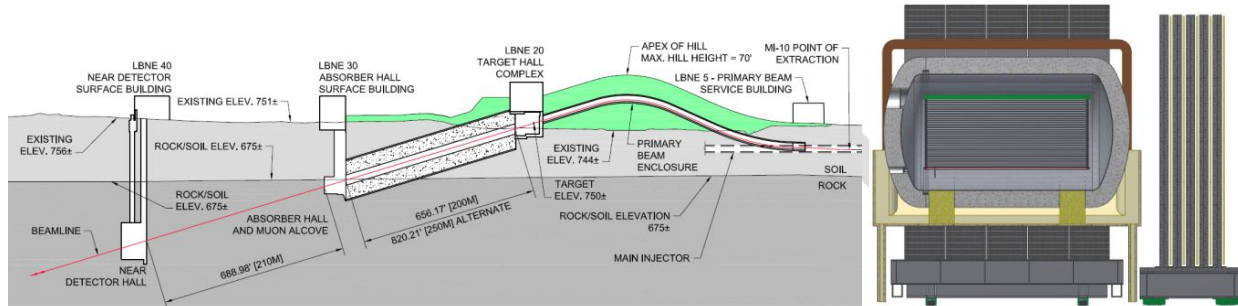 LBNE 40
NEAR DETECTOR
SURFACE BUILDING
EXISTING ELEV. 751±
LBNE 30
ABSORBER HALL
SURFACE BUILDING
LBNE 20
TARGET HALL
COMPLEX
APEX OF HILL
MAX. HILL HEIGHT = 70'
LBNE 5 - PRIMARY BEAM
SERVICE BUILDING
MI-10 POINT OF
EXTRACTION
EXISTING
ELEV. 756±
ROCK/SOIL ELEV. 675±
EXISTING
ELEV. 744±
PRIMARY
BEAM
ENCLOSURE
SOIL
ROCK
ROCK/SOIL
ELEV. 675±
TARGET
ELEV. 750±
ROCK/SOIL ELEVATION
675±
656.17' [200M]
820.21' [250M] ALTERNATE
ABSORBER HALL
AND MUON ALCOVE
BEAMLINE
MAIN INJECTOR
NEAR
DETECTOR HALL
688.98' [210M]